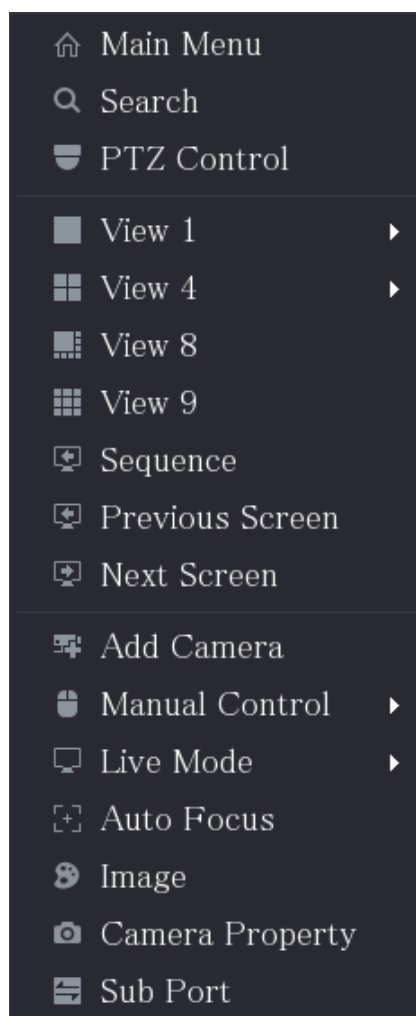 Main Menu
Search
PTZ Control
View 1
View 4
View 8
View 9
Sequence
Previous Screen
Next Screen
Add Camera
Manual Control
Live Mode
Auto Focus
Image
Camera Property
Sub Port